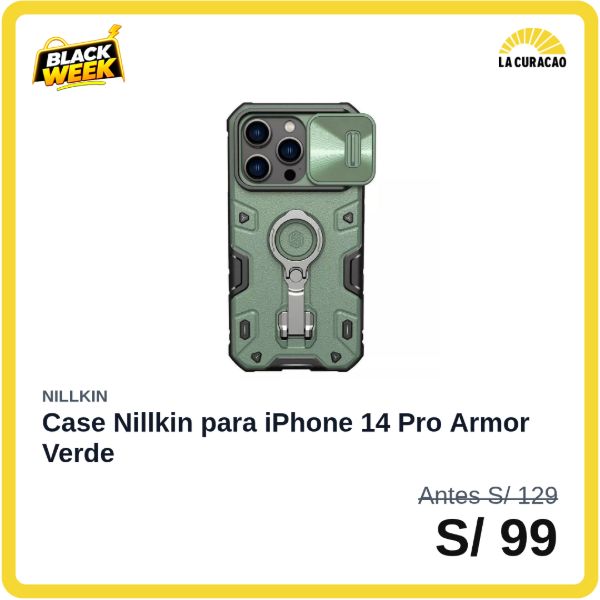 BLACK
WEEK
LA CURACAO
NILLKIN
Case Nillkin para iPhone 14 Pro Armor
Verde
Antes S/ 129
S/ 99